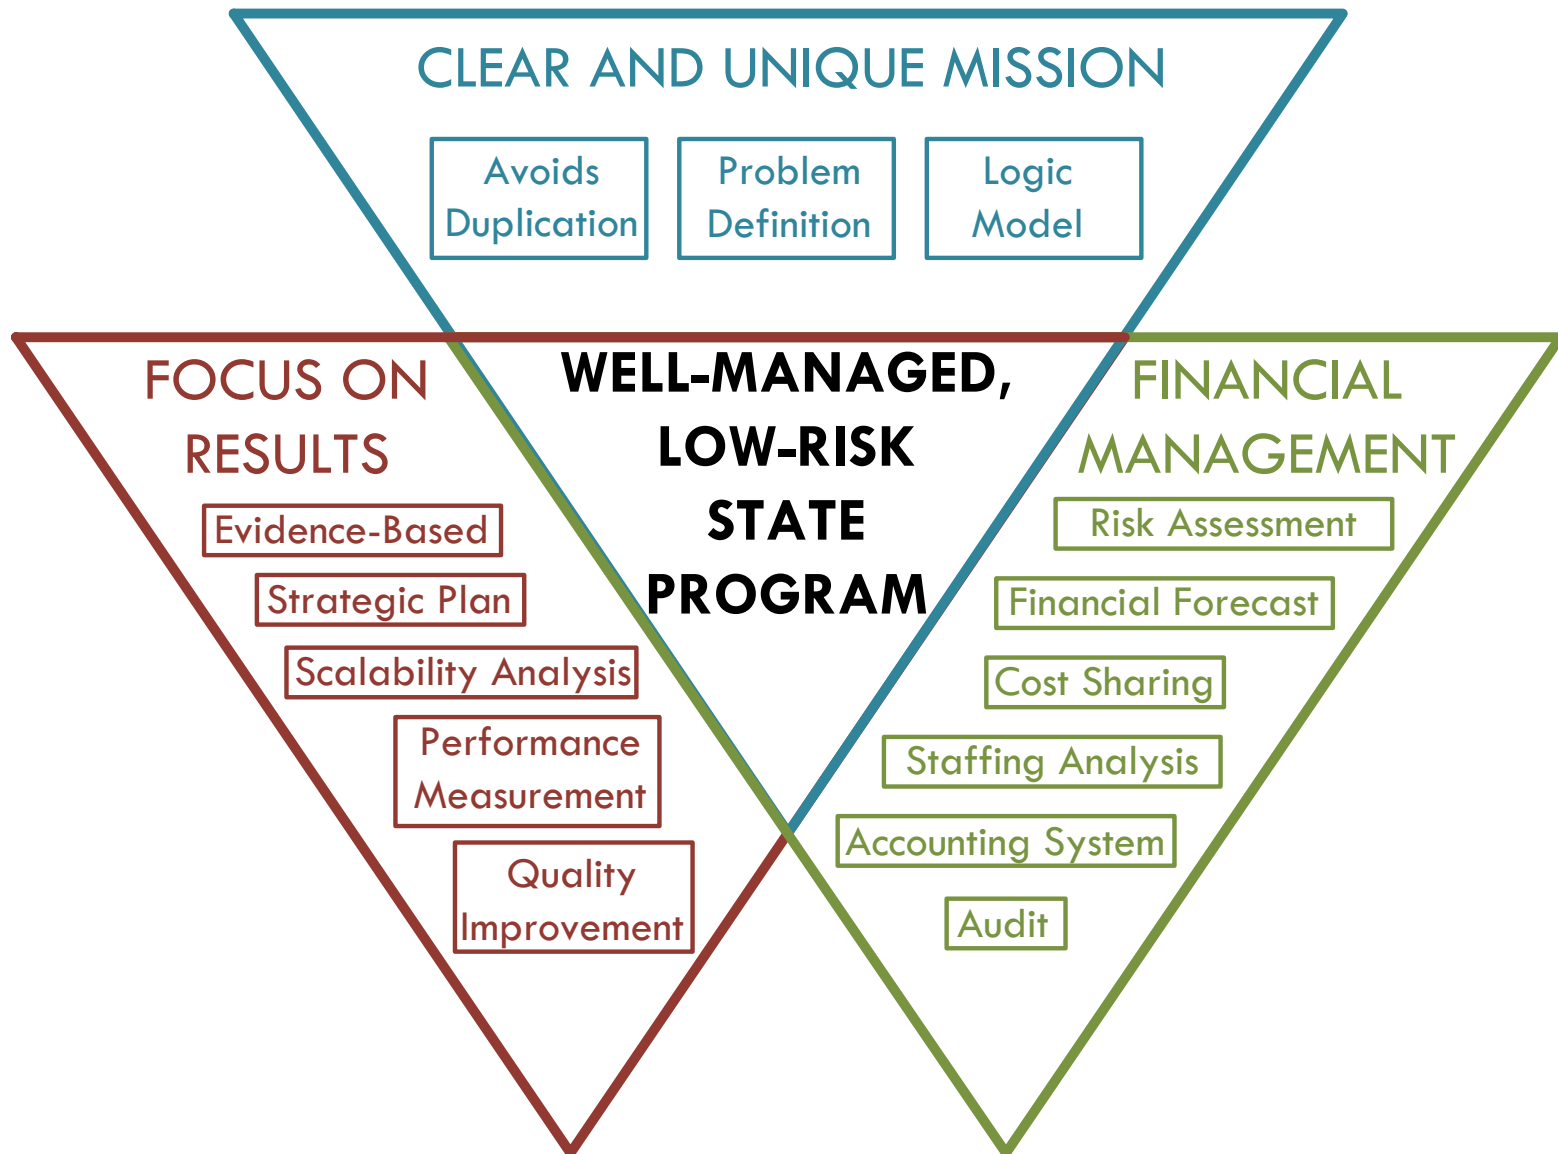 CLEAR AND UNIQUE MISSION
Avoids
Duplication
Problem
Definition
Logic
Model
FOCUS ON
RESULTS
Evidence-Based
Strategic Plan
Scalability Analysis
Performance
Measurement
Quality
Improvement
WELL-MANAGED,
LOW-RISK
STATE
PROGRAM
FINANCIAL
MANAGEMENT
Risk Assessment
Financial Forecast
Cost Sharing
Staffing Analysis
Accounting System
Audit